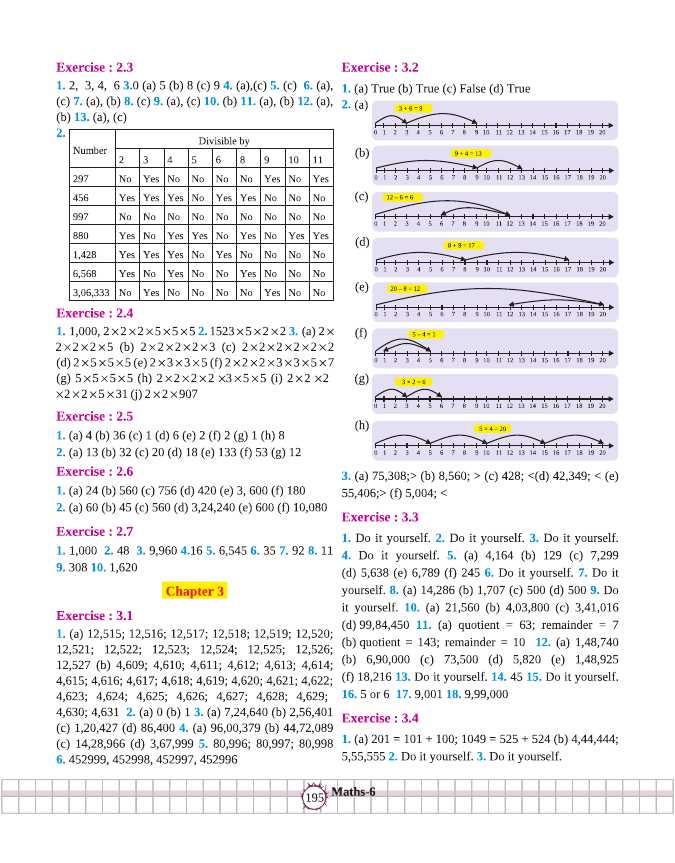 Exercise : 2.3
1. 2, 3, 4, 6 3.0 (a) 5 (b) 8 (c) 9 4. (a),(c) 5. (c) 6. (a),
(c) 7. (a), (b) 8. (c) 9. (a), (c) 10. (b) 11. (a), (b) 12. (a),
(b) 13. (a), (c)
2.
Number Divisible by
2 3 4 5 6 8 9 10 11
297 No Yes No No No No Yes No Yes
456 Yes Yes Yes No Yes Yes No No No
997 No No No No No No No No No
880 Yes No Yes Yes No Yes No Yes Yes
1,428 Yes Yes Yes No Yes No No No No
6,568 Yes No Yes No No Yes No No No
3,06,333 No Yes No No No No Yes No No
Exercise : 2.4
1. 1,000, 2×2×2×5×5×5 2. 1523×5×2×2 3. (a) 2×
2×2×2×5 (b) 2×2×2×2×3 (c) 2×2×2×2×2×2
(d) 2×5×5×5 (e) 2×3×3×5 (f) 2×2×2×3×3×5×7
(g) 5×5×5×5 (h) 2×2×2×2 ×3×5×5 (i) 2×2 ×2
×2×2×5×31 (j) 2×2×907
Exercise : 2.5
1. (a) 4 (b) 36 (c) 1 (d) 6 (e) 2 (f) 2 (g) 1 (h) 8
2. (a) 13 (b) 32 (c) 20 (d) 18 (e) 133 (f) 53 (g) 12
Exercise : 2.6
1. (a) 24 (b) 560 (c) 756 (d) 420 (e) 3, 600 (f) 180
2. (a) 60 (b) 45 (c) 560 (d) 3,24,240 (e) 600 (f) 10,080
Exercise : 2.7
1. 1,000 2. 48 3. 9,960 4.16 5. 6,545 6. 35 7. 92 8. 11
9. 308 10. 1,620
Chapter 3
Exercise : 3.1
1. (a) 12,515; 12,516; 12,517; 12,518; 12,519; 12,520;
12,521; 12,522; 12,523; 12,524; 12,525; 12,526;
12,527 (b) 4,609; 4,610; 4,611; 4,612; 4,613; 4,614;
4,615; 4,616; 4,617; 4,618; 4,619; 4,620; 4,621; 4,622;
4,623; 4,624; 4,625; 4,626; 4,627; 4,628; 4,629;
4,630; 4,631 2. (a) 0 (b) 1 3. (a) 7,24,640 (b) 2,56,401
(c) 1,20,427 (d) 86,400 4. (a) 96,00,379 (b) 44,72,089
(c) 14,28,966 (d) 3,67,999 5. 80,996; 80,997; 80,998
6. 452999, 452998, 452997, 452996
Exercise : 3.2
1. (a) True (b) True (c) False (d) True
2. (a) 3 + 6 = 9
0 1 2 3 4 5 6 7 8 9 10 11 12 13 14 15 16 17 18 19 20
(b) 9 + 4 = 13
0 1 2 3 4 5 6 7 8 9 10 11 12 13 14 15 16 17 18 19 20
(c) 12 – 6 = 6
0 1 2 3 4 5 6 7 8 9 10 11 12 13 14 15 16 17 18 19 20
(d) 8 + 9 = 17
0 1 2 3 4 5 6 7 8 9 10 11 12 13 14 15 16 17 18 19 20
(e) 20 – 8 = 12
0 1 2 3 4 5 6 7 8 9 10 11 12 13 14 15 16 17 18 19 20
(f) 5 – 4 = 1
0 1 2 3 4 5 6 7 8 9 10 11 12 13 14 15 16 17 18 19 20
(g) 3 × 2 = 6
0 1 2 3 4 5 6 7 8 9 10 11 12 13 14 15 16 17 18 19 20
(h) 5 × 4 = 20
0 1 2 3 4 5 6 7 8 9 10 11 12 13 14 15 16 17 18 19 20
3. (a) 75,308;> (b) 8,560; > (c) 428; <(d) 42,349; < (e)
55,406;> (f) 5,004; <
Exercise : 3.3
1. Do it yourself. 2. Do it yourself. 3. Do it yourself.
4. Do it yourself. 5. (a) 4,164 (b) 129 (c) 7,299
(d) 5,638 (e) 6,789 (f) 245 6. Do it yourself. 7. Do it
yourself. 8. (a) 14,286 (b) 1,707 (c) 500 (d) 500 9. Do
it yourself. 10. (a) 21,560 (b) 4,03,800 (c) 3,41,016
(d) 99,84,450 11. (a) quotient = 63; remainder = 7
(b) quotient = 143; remainder = 10 12. (a) 1,48,740
(b) 6,90,000 (c) 73,500 (d) 5,820 (e) 1,48,925
(f) 18,216 13. Do it yourself. 14. 45 15. Do it yourself.
16. 5 or 6 17. 9,001 18. 9,99,000
Exercise : 3.4
1. (a) 201 = 101 + 100; 1049 = 525 + 524 (b) 4,44,444;
5,55,555 2. Do it yourself. 3. Do it yourself.
195 Maths-6